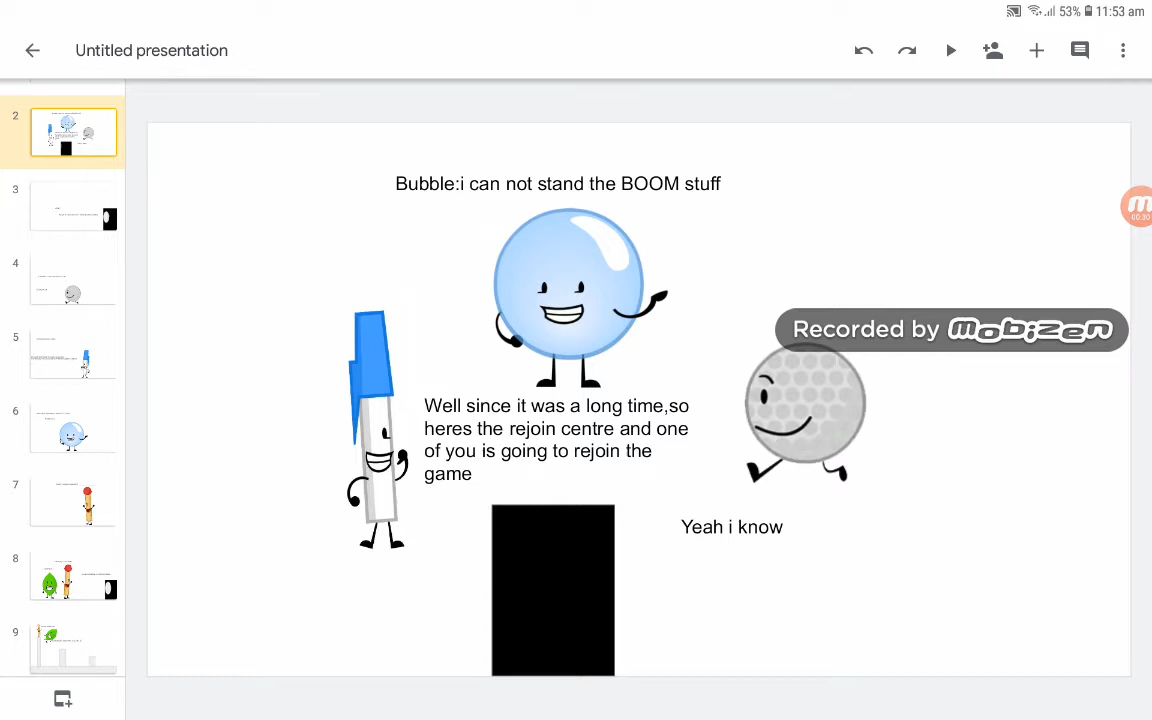 53% 11:53 am
Untitled presentation
2
3
4
5
6
7
8
9
Bubble:i can not stand the BOOM stuff
00:30
Recorded by mobizen
Well since it was a long time,so
heres the rejoin centre and one
of you is going to rejoin the
game
Yeah i know